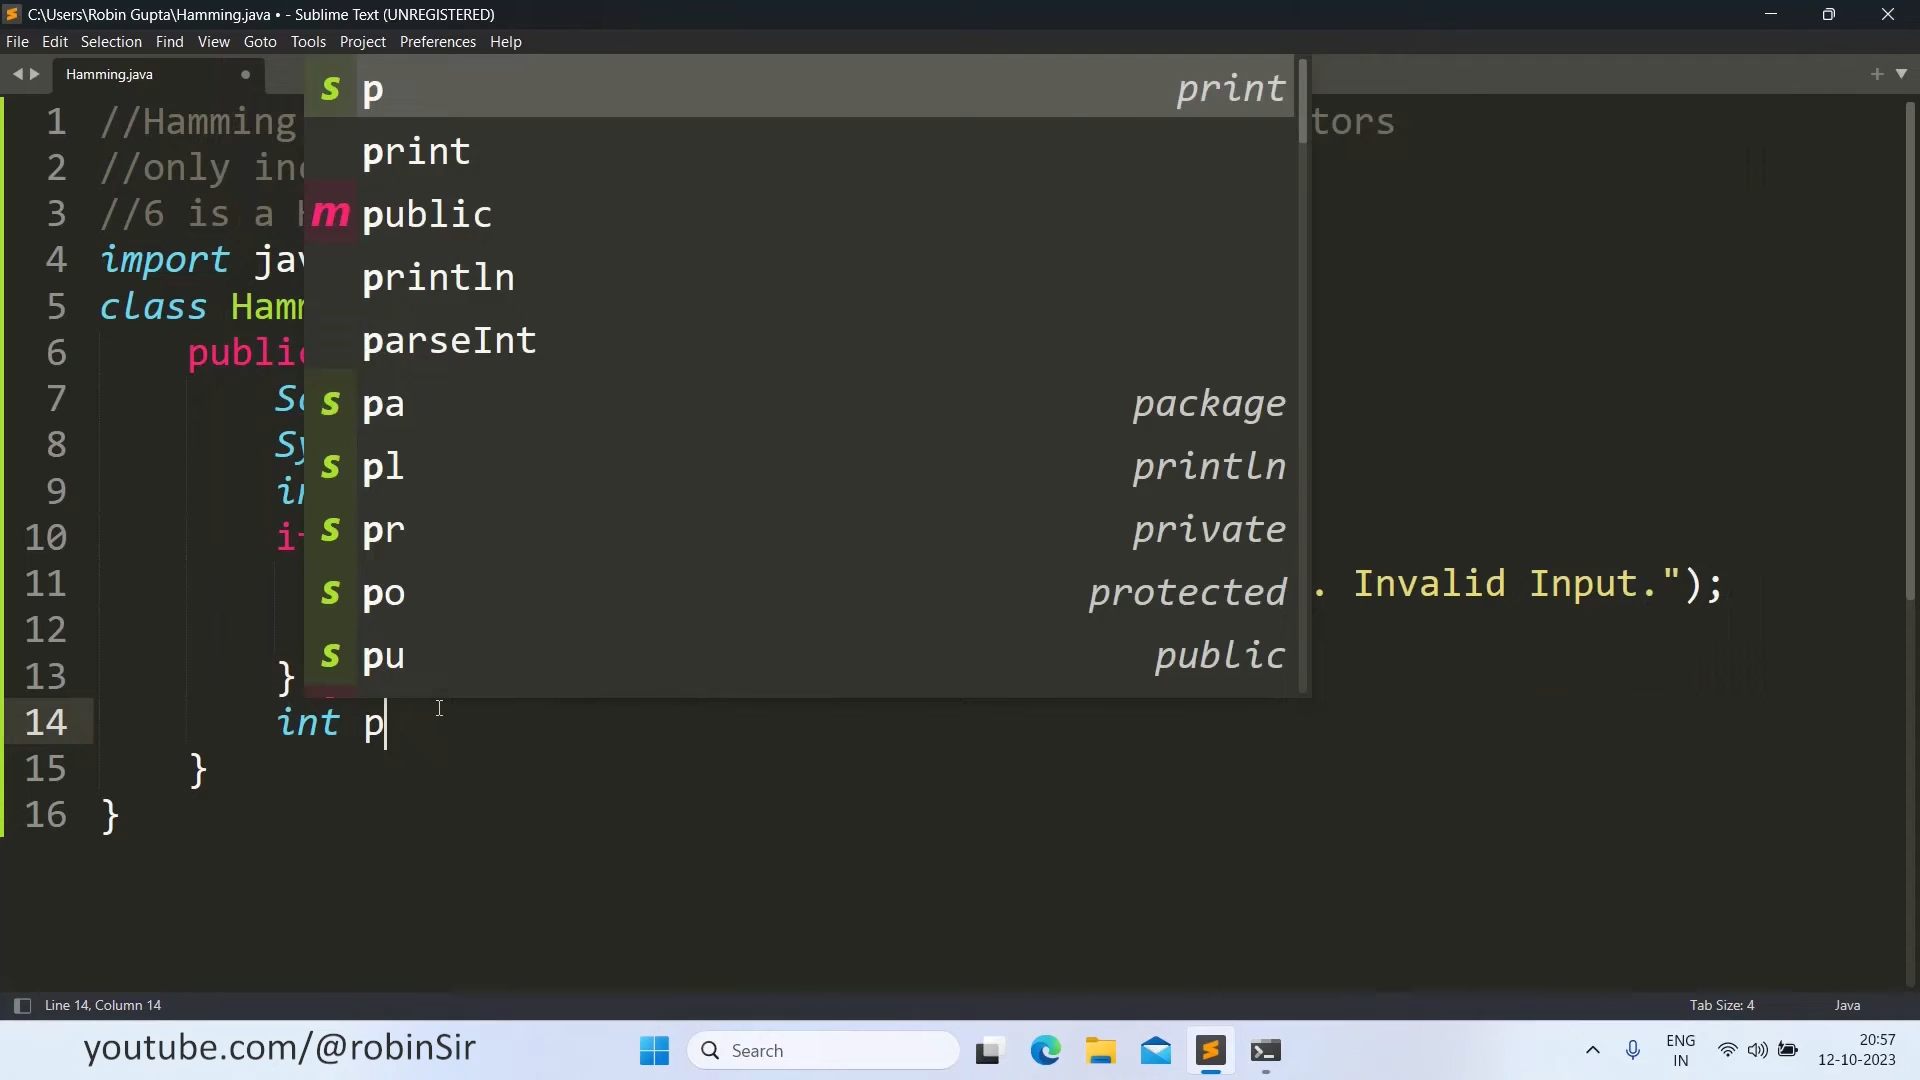 C:\Users\Robin Gupta\Hamming.java • - Sublime Text (UNREGISTERED)
File Edit Selection Find View Goto Tools Project Preferences Help
Hamming.java
s p print
print
m public
println
parseInt
s pa package
s pl println
s pr private
s po protected
s pu public
1 //Hamming tors
2 //only
3 //6 is a
4 import
5 class
6
7
8
9
10
11 . Invalid Input.");
12
13 }
14 int p
15 }
16 }
Line 14, Column 14
Tab Size: 4 Java
youtube.com/@robinSir
Search
ENG
IN
20:57
12-10-2023